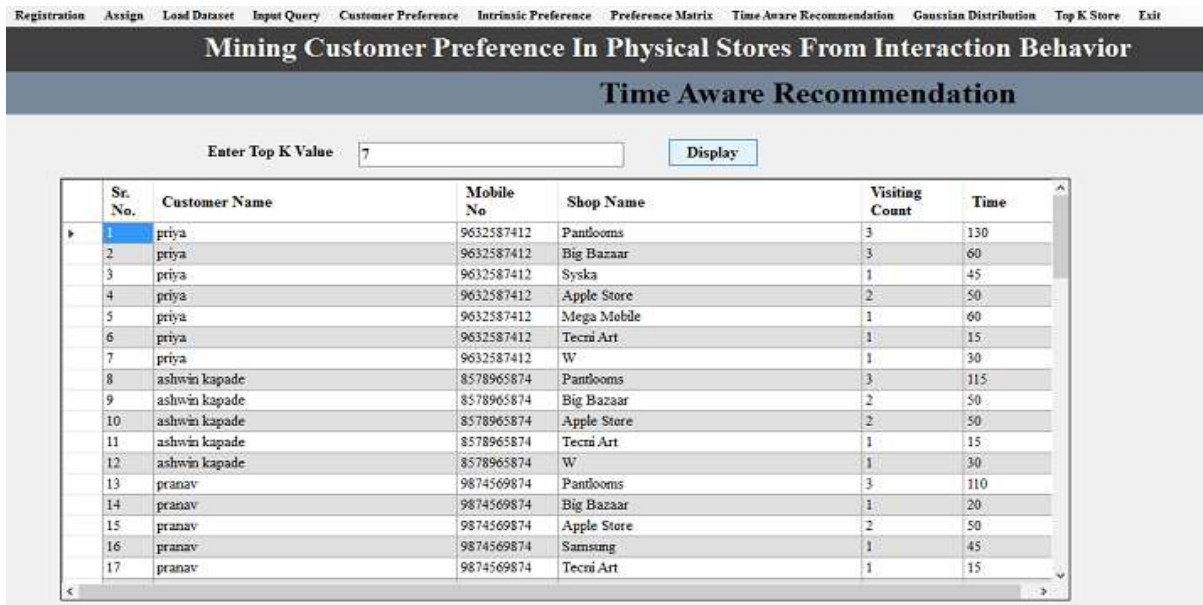 Registration Assign Load Dataset Input Query Customer Preference Intrinsic Preference Preference Matrix Time Aware Recommendation Gaussian Distribution Top K Store Exit
Mining Customer Preference In Physical Stores From Interaction Behavior
Time Aware Recommendation
Enter Top K Value 7 Display
Sr. No. Customer Name Mobile No Shop Name Visiting Count Time
1 priya 9632587412 Pantlooms 3 130
2 priya 9632587412 Big Bazaar 3 60
3 priya 9632587412 Syska 1 45
4 priya 9632587412 Apple Store 2 50
5 priya 9632587412 Mega Mobile 1 60
6 priya 9632587412 Tecni Art 1 15
7 priya 9632587412 W 1 30
8 ashwin kapade 8578965874 Pantlooms 3 115
9 ashwin kapade 8578965874 Big Bazaar 2 50
10 ashwin kapade 8578965874 Apple Store 2 50
11 ashwin kapade 8578965874 Tecni Art 1 15
12 ashwin kapade 8578965874 W 1 30
13 pranav 9874569874 Pantlooms 3 110
14 pranav 9874569874 Big Bazaar 1 20
15 pranav 9874569874 Apple Store 2 50
16 pranav 9874569874 Samsung 1 45
17 pranav 9874569874 Tecni Art 1 15